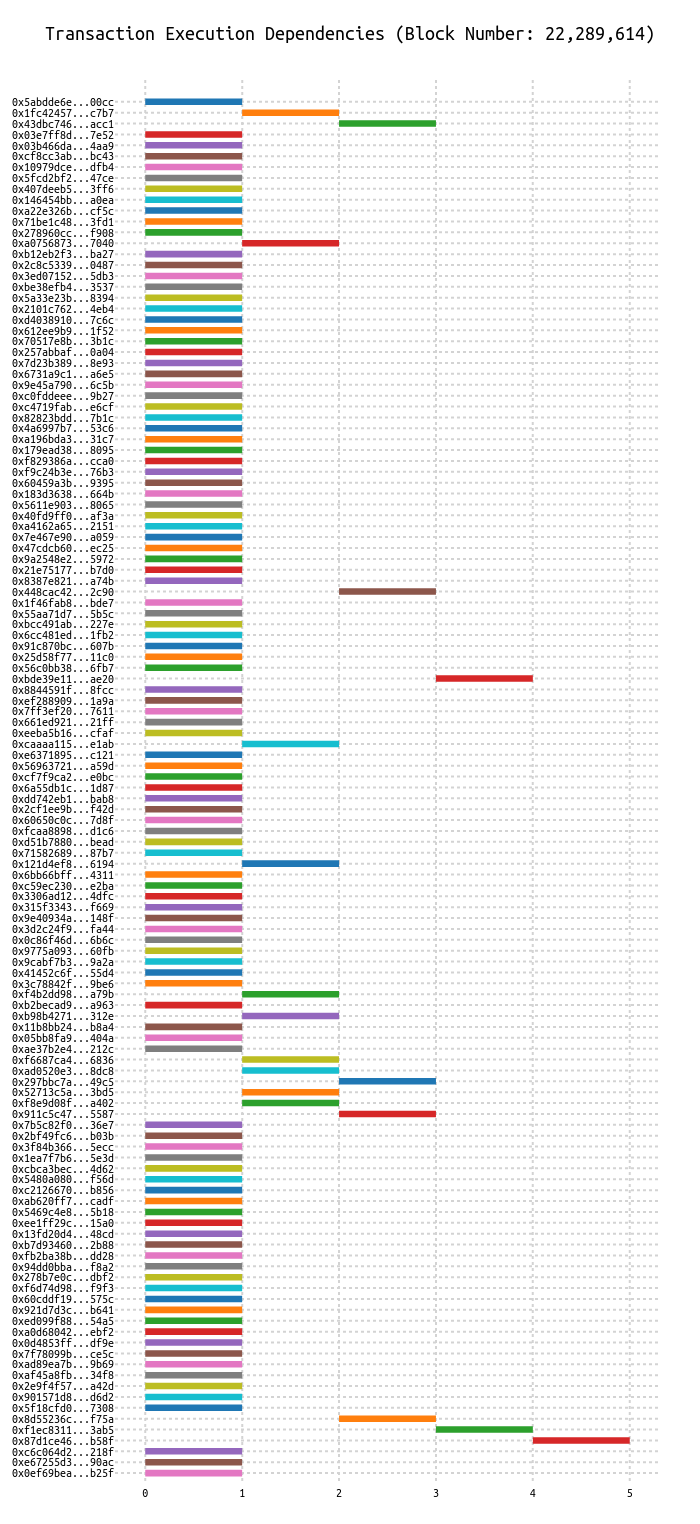 Transaction Execution Dependencies (Block Number: 22,289,614)
0x5abdde6e...00cc
0x1fc42457...c7b7
0x43dbc746...acc1
0x03e7ff8d...7e52
0x03b466da...4aa9
0xcf8cc3ab...bc43
0x10979dce...dfb4
0x5fcd2bf2...47ce
0x407deeb5...3ff6
0x146454bb...a0ea
0xa22e326b...cf5c
0x71be1c48...3fd1
0x278960cc...f908
0xa0756873...7040
0xb12eb2f3...ba27
0x2c8c5339...0487
0x3ed07152...5db3
0xbe38efb4...3537
0x5a33e23b...8394
0x2101c762...4eb4
0xd4038910...7c6c
0x612ee9b9...1f52
0x70517e8b...3b1c
0x257abbaf...0a04
0x7d23b389...8e93
0x6731a9c1...a6e5
0x9e45a790...6c5b
0xc0fddeee...9b27
0xc4719fab...e6cf
0x82823bdd...7b1c
0x4a6997b7...53c6
0xa196bda3...31c7
0x179ead38...8095
0xf829386a...cca0
0xf9c24b3e...76b3
0x60459a3b...9395
0x183d3638...664b
0x5611e903...8065
0x40fd9ff0...af3a
0xa4162a65...2151
0x7e467e90...a059
0x47cdcb60...ec25
0x9a2548e2...5972
0x21e75177...b7d0
0x8387e821...a74b
0x448cac42...2c90
0x1f46fab8...bde7
0x55aa71d7...5b5c
0xbcc491ab...227e
0x6cc481ed...1fb2
0x91c870bc...607b
0x25d58f77...11c0
0x56c0bb38...6fb7
0xbde39e11...ae20
0x8844591f...8fcc
0xef288909...1a9a
0x7ff3ef20...7611
0x661ed921...21ff
0xeeba5b16...cfaf
0xcaaaa115...e1ab
0xe6371895...c121
0x56963721...a59d
0xcf7f9ca2...e0bc
0x6a55db1c...1d87
0xdd742eb1...bab8
0x2cf1ee9b...f42d
0x60650c0c...7d8f
0xfcaa8898...d1c6
0xd51b7880...bead
0x71582689...87b7
0x121d4ef8...6194
0x6bb66bff...4311
0xc59ec230...e2ba
0x3306ad12...4dfc
0x315f3343...f669
0x9e40934a...148f
0x3d2c24f9...fa44
0x0c86f46d...6b6c
0x9775a093...60fb
0x9cabf7b3...9a2a
0x41452c6f...55d4
0x3c78842f...9be6
0xf4b2dd98...a79b
0xb2becad9...a963
0xb98b4271...312e
0x11b8bb24...b8a4
0x05bb8fa9...404a
0xae37b2e4...212c
0xf6687ca4...6836
0xad0520e3...8dc8
0x297bbc7a...49c5
0x52713c5a...3bd5
0xf8e9d08f...a402
0x911c5c47...5587
0x7b5c82f0...36e7
0x2bf49fc6...b03b
0x3f84b366...5ecc
0x1ea7f7b6...5e3d
0xcbca3bec...4d62
0x5480a080...f56d
0xc2126670...b856
0xab620ff7...cadf
0x5469c4e8...5b18
0xee1ff29c...15a0
0x13fd20d4...48cd
0xb7d93460...2b88
0xfb2ba38b...dd28
0x94dd0bba...f8a2
0x278b7e0c...dbf2
0xf6d74d98...f9f3
0x60cddf19...575c
0x921d7d3c...b641
0xed099f88...54a5
0xa0d68042...ebf2
0x0d4853ff...df9e
0x7f78099b...ce5c
0xad89ea7b...9b69
0xaf45a8fb...34f8
0x2e9f4f57...a42d
0x901571d8...d6d2
0x5f18cfd0...7308
0x8d55236c...f75a
0xf1ec8311...3ab5
0x87d1ce46...b58f
0xc6c064d2...218f
0xe67255d3...90ac
0x0ef69bea...b25f
0 1 2 3 4 5